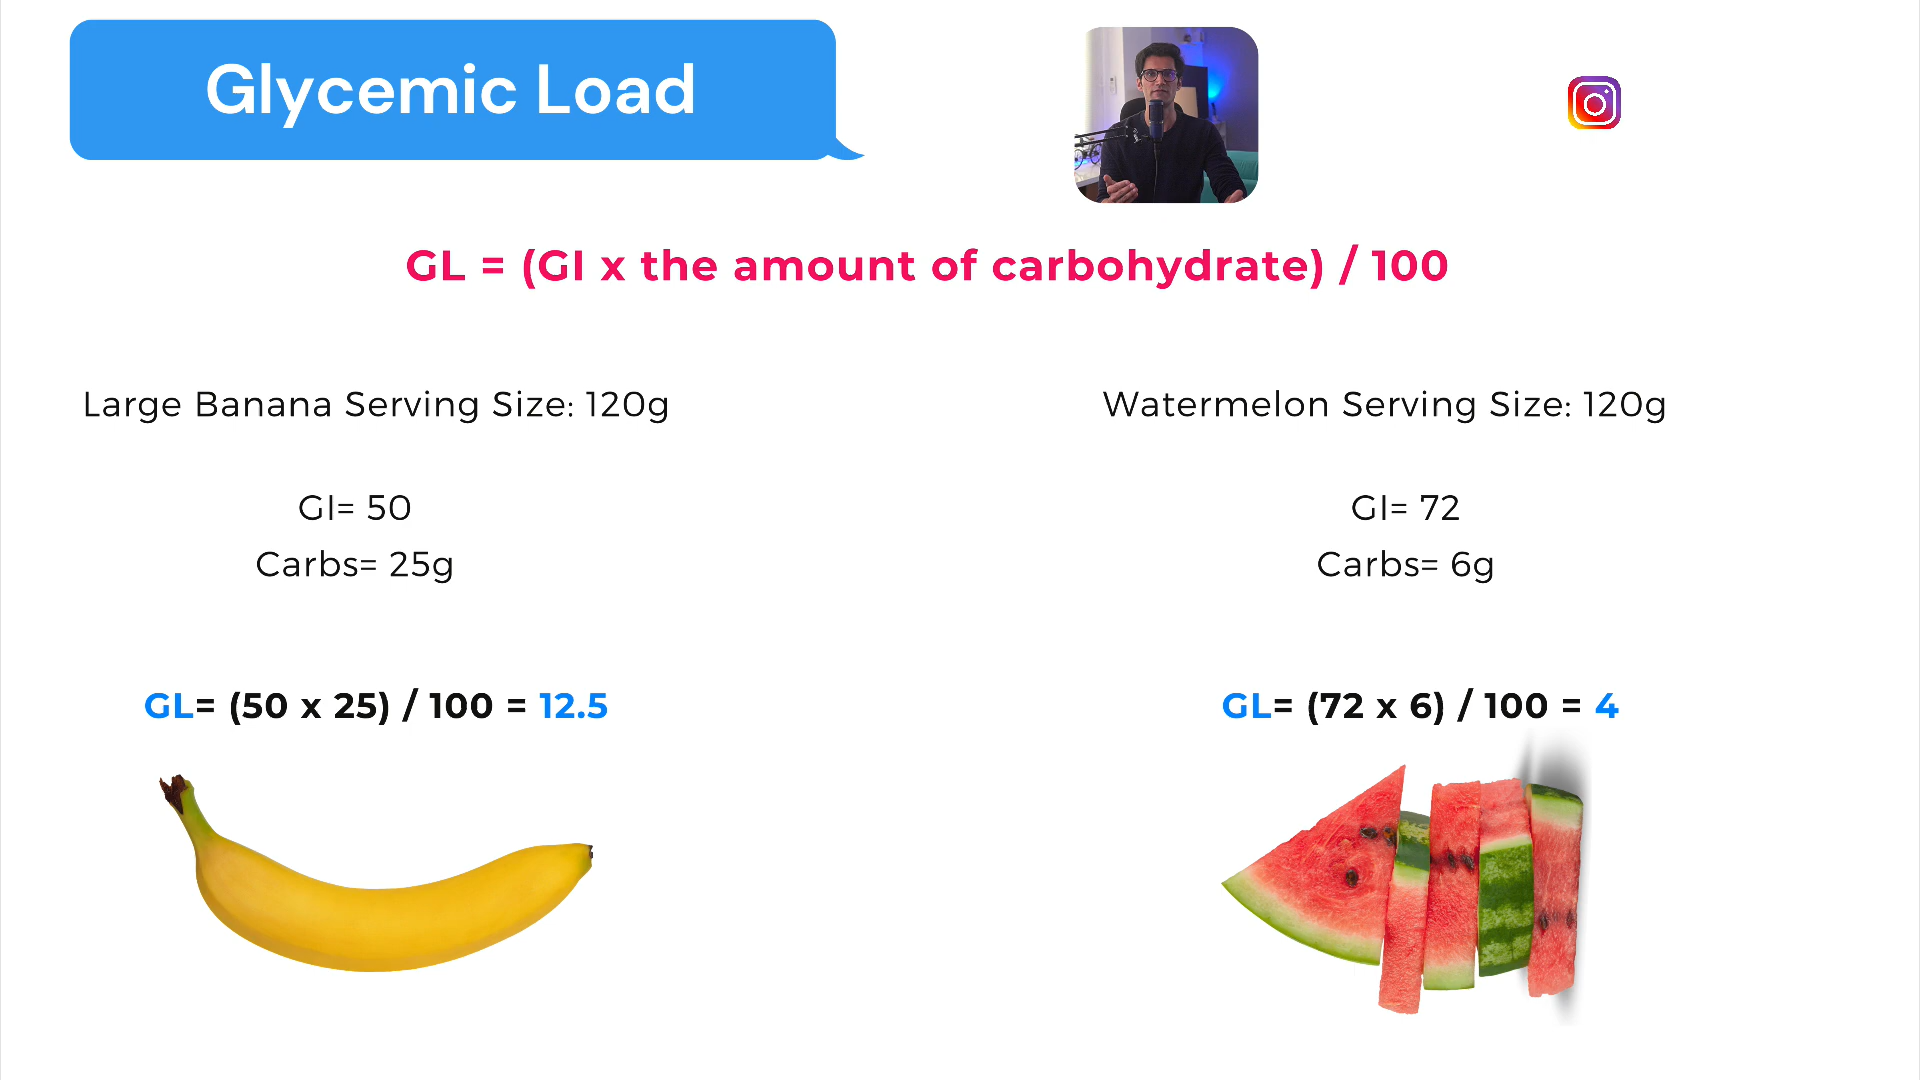 Glycemic Load
GL = (GI x the amount of carbohydrate) / 100
Large Banana Serving Size: 120g
GI= 50
Carbs= 25g
GL= (50 x 25) / 100 = 12.5
Watermelon Serving Size: 120g
GI= 72
Carbs= 6g
GL= (72 x 6) / 100 = 4